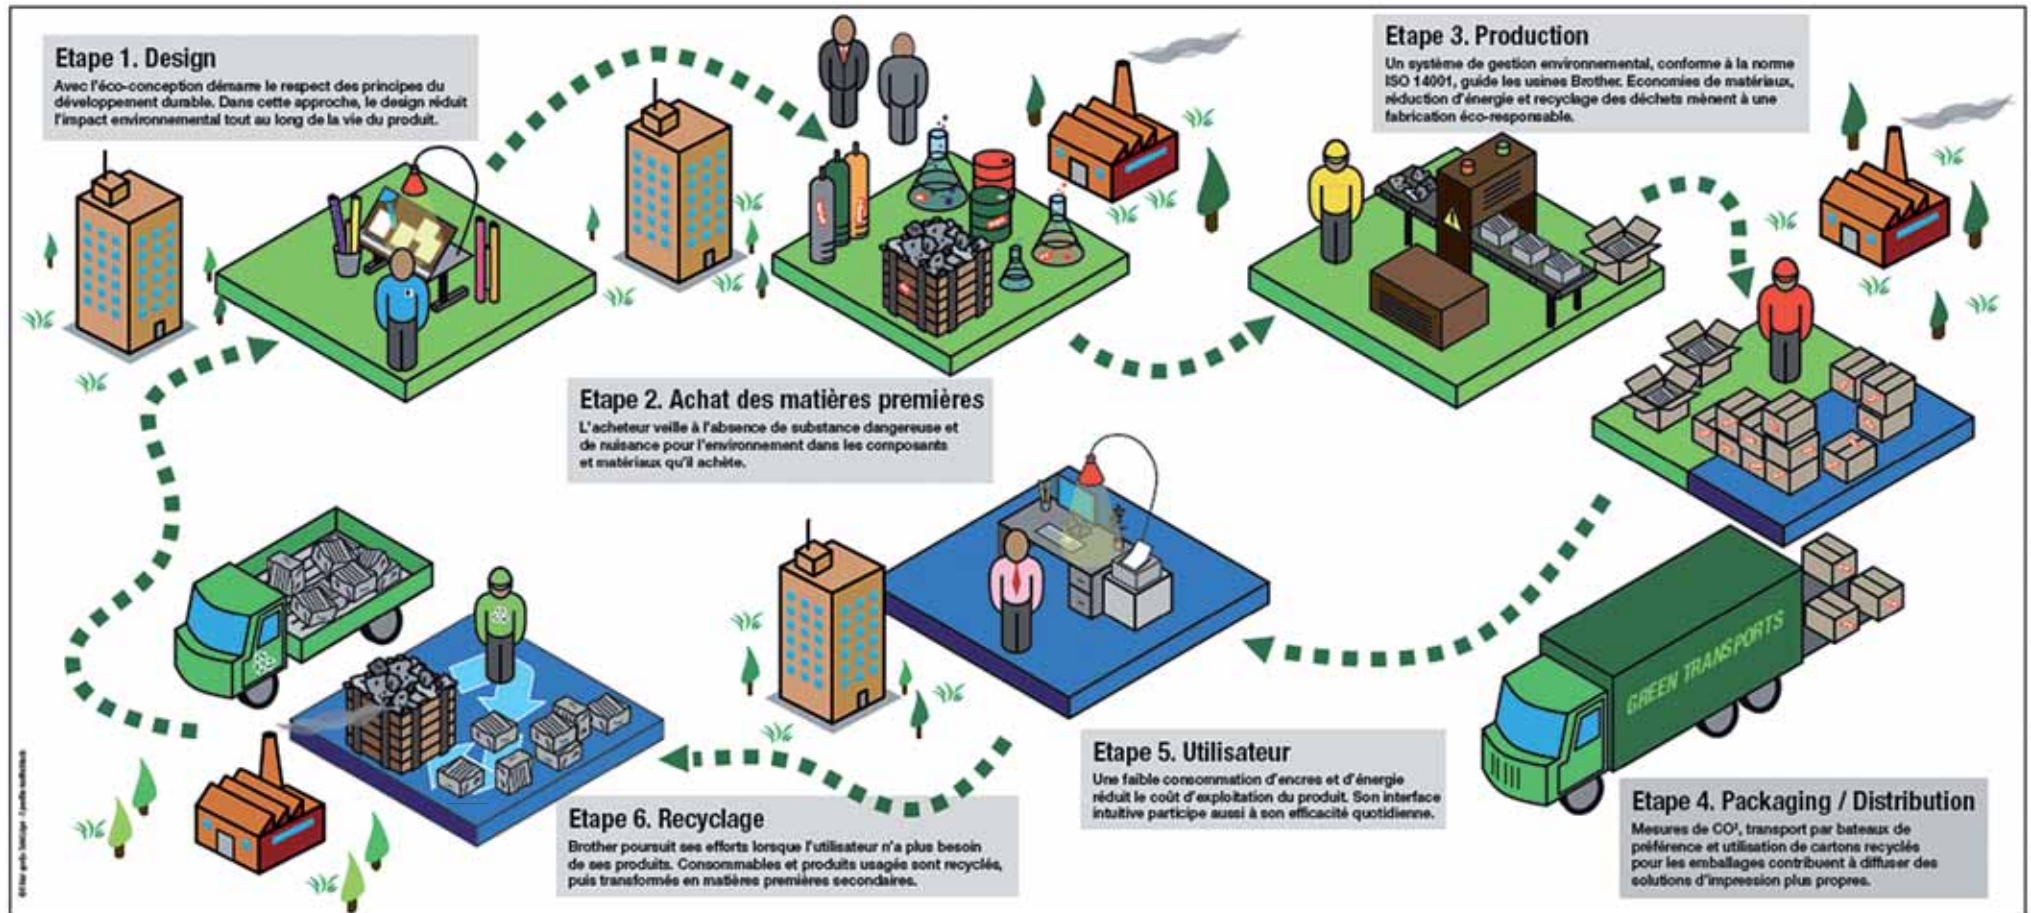 Etape 1. Design
Avec l'éco-conception démarre le respect des principes du
développement durable. Dans cette approche, le design réduit
l'impact environnemental tout au long de la vie du produit.
Etape 2. Achat des matières premières
L'acheteur veille à l'absence de substance dangereuse et
de nuisance pour l'environnement dans les composants
et matériaux qu'il achète.
Etape 3. Production
Un système de gestion environnemental, conforme à la norme
ISO 14001, guide les usines Brother. Economies de matériaux,
réduction d'énergie et recyclage des déchets mènent à une
fabrication éco-responsable.
GREEN TRANSPORTS
Etape 4. Packaging / Distribution
Mesures de CO², transport par bateaux de
préférence et utilisation de cartons recyclés
pour les emballages contribuent à diffuser des
solutions d'impression plus propres.
Etape 5. Utilisateur
Une faible consommation d'encres et d'énergie
réduit le coût d'exploitation du produit. Son interface
intuitive participe aussi à son efficacité quotidienne.
Etape 6. Recyclage
Brother poursuit ses efforts lorsque l'utilisateur n'a plus besoin
de ses produits. Consommables et produits usagés sont recyclés,
puis transformés en matières premières secondaires.